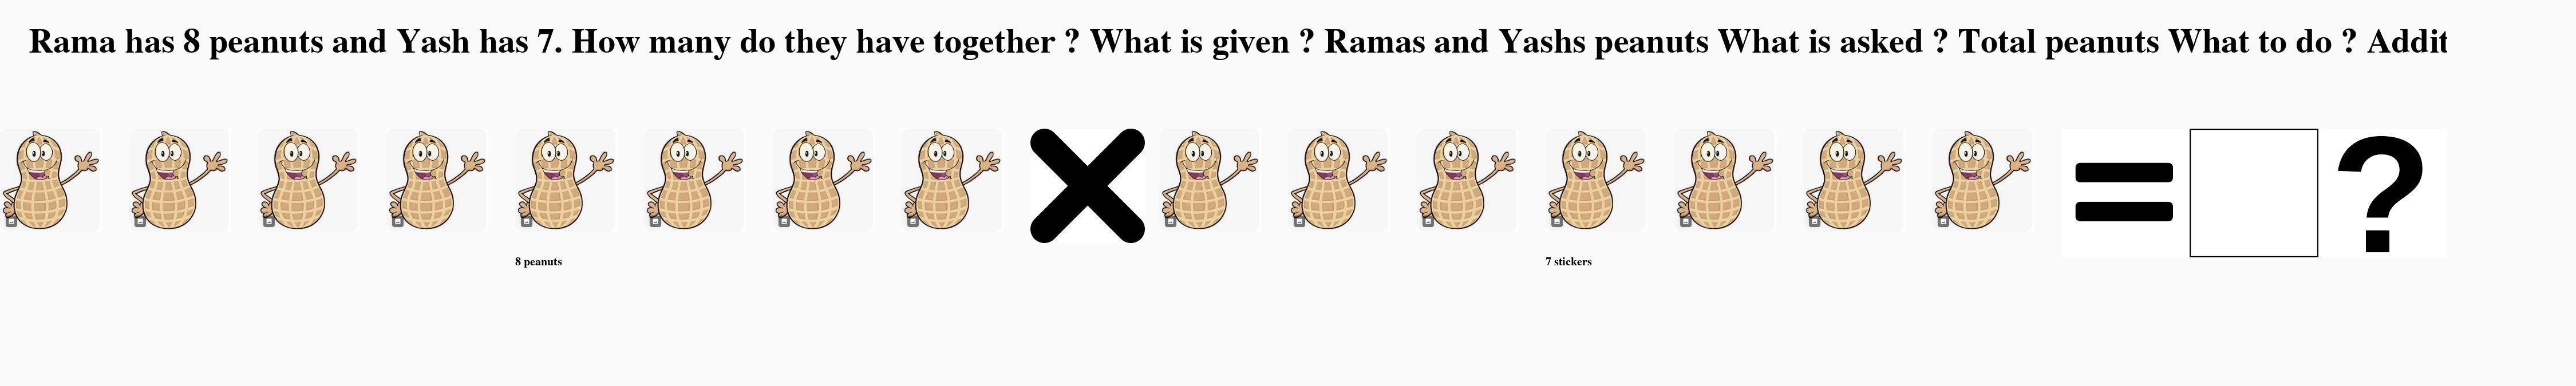 Rama has 8 peanuts and Yash has 7. How many do they have together ? What is given ? Ramas and Yashs peanuts What is asked ? Total peanuts What to do ? Addit
= ?
8 peanuts 7 stickers